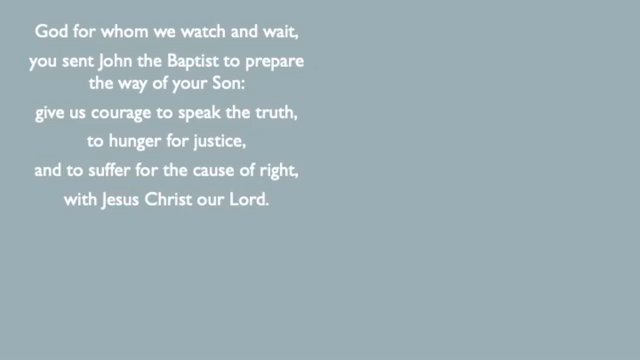 God for whom we watch and wait,
you sent John the Baptist to prepare
the way of your Son:
give us courage to speak the truth,
to hunger for justice,
and to suffer for the cause of right,
with Jesus Christ our Lord.